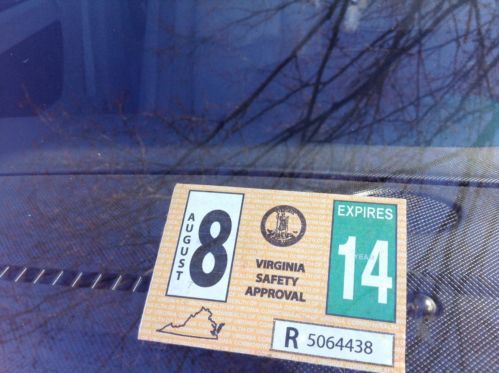 AUGUST
8
VIRGINIA
SAFETY
APPROVAL
EXPIRES
YEAR
14
R 5064438